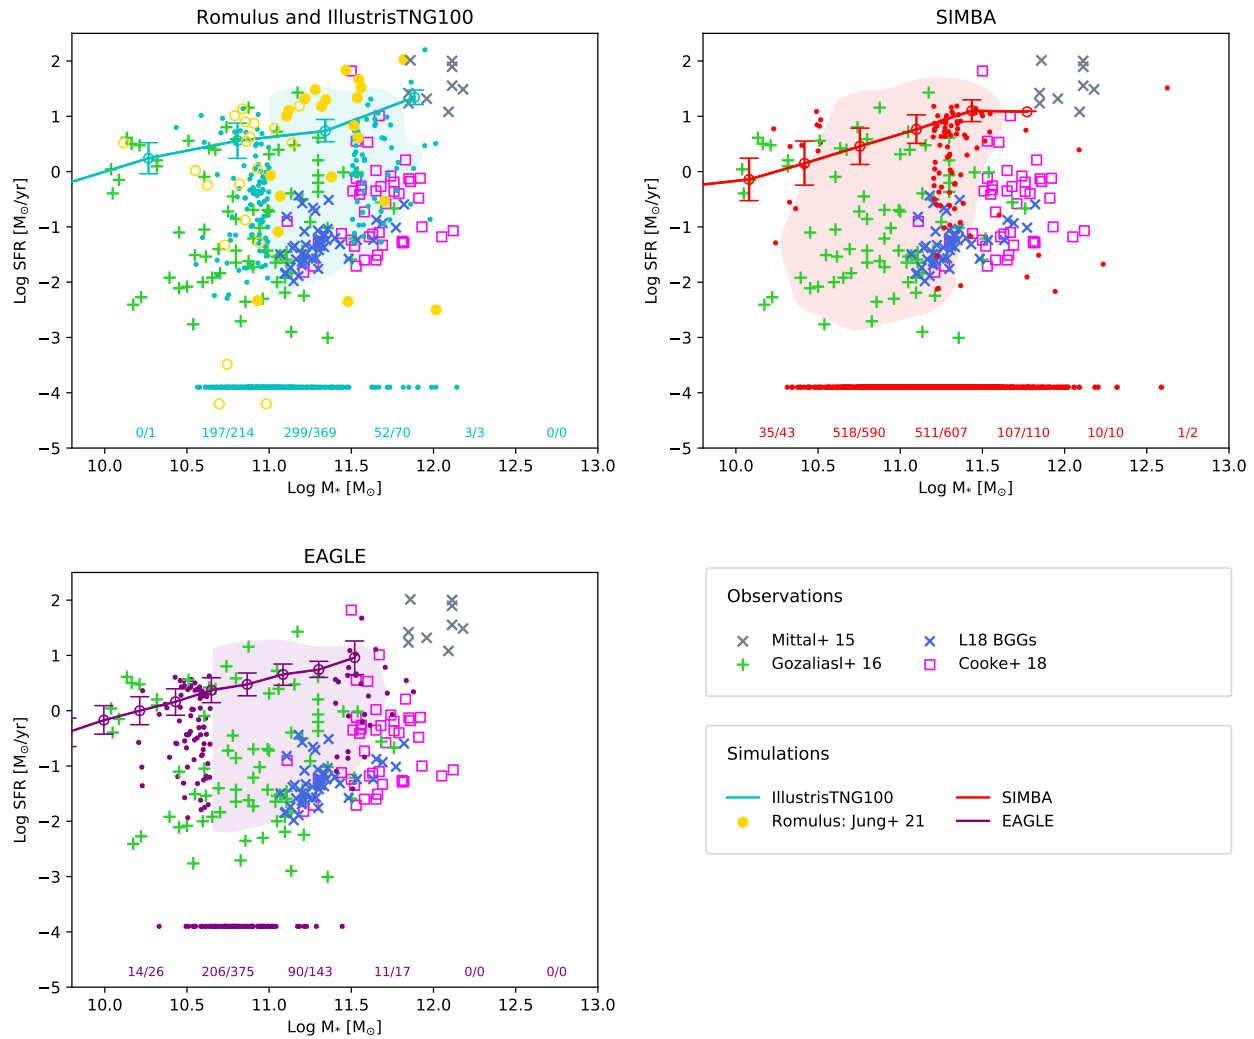 Romulus and IllustrisTNG100
Log SFR [M⊙/yr]
2
1
0
−1
−2
−3
−4
−5
0/1 197/214 299/369 52/70 3/3 0/0
10.0 10.5 11.0 11.5 12.0 12.5 13.0
Log M* [M⊙]
SIMBA
Log SFR [M⊙/yr]
2
1
0
−1
−2
−3
−4
−5
35/43 518/590 511/607 107/110 10/10 1/2
10.0 10.5 11.0 11.5 12.0 12.5 13.0
Log M* [M⊙]
EAGLE
Log SFR [M⊙/yr]
2
1
0
−1
−2
−3
−4
−5
14/26 206/375 90/143 11/17 0/0 0/0
10.0 10.5 11.0 11.5 12.0 12.5 13.0
Log M* [M⊙]
Observations
Mittal+ 15 L18 BGGs
Gozaliasl+ 16 Cooke+ 18
Simulations
IllustrisTNG100 SIMBA
Romulus: Jung+ 21 EAGLE